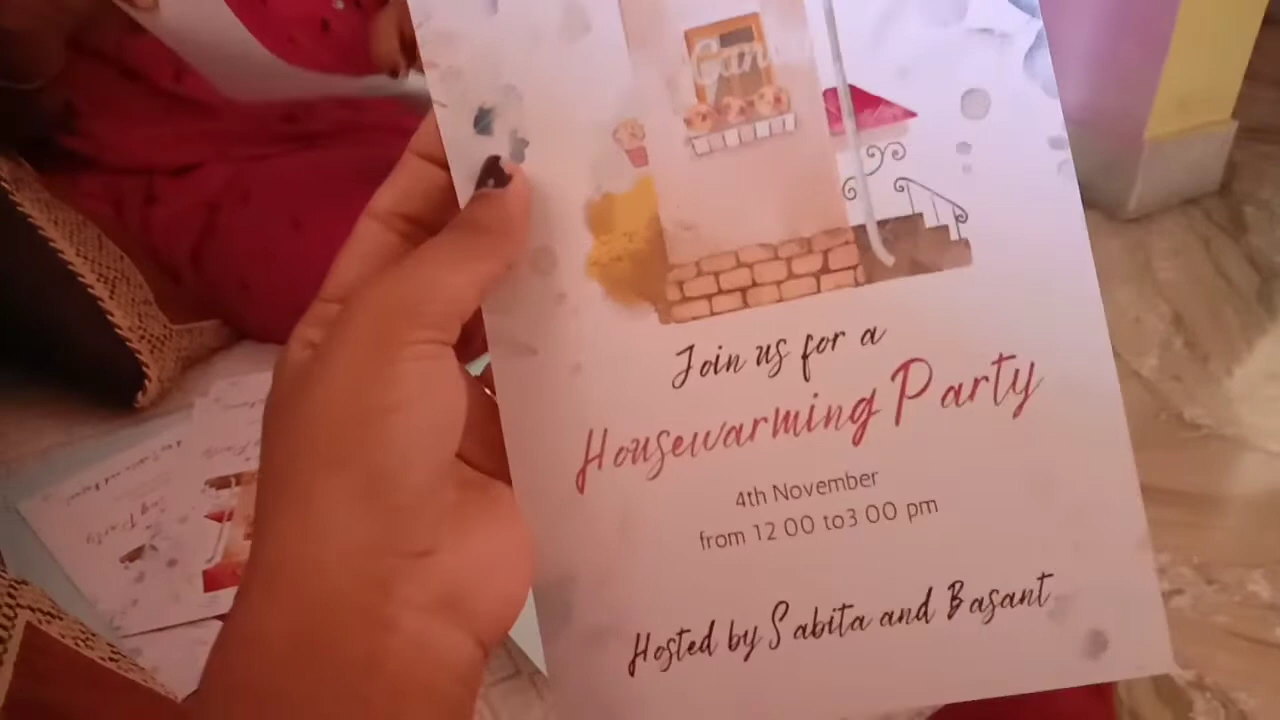 Join us for a
Housewarming Party
4th November
from 12 00 to3 00 pm
Hosted by Sabita and Basant